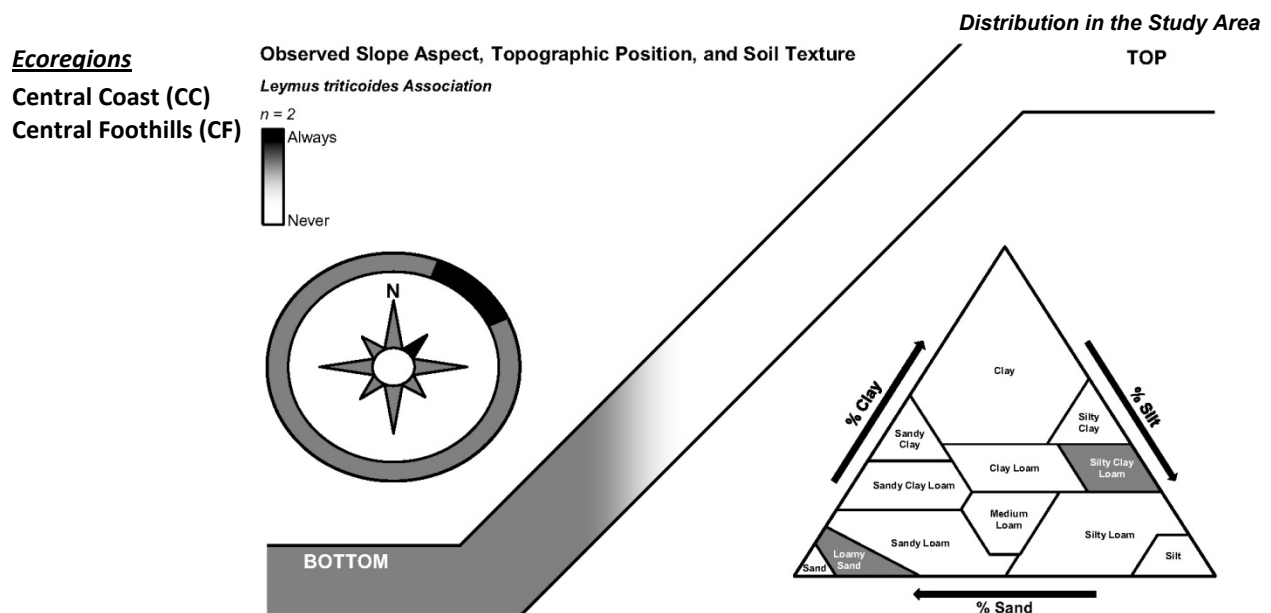 Distribution in the Study Area
Ecoregions
Central Coast (CC)
Central Foothills (CF)
Observed Slope Aspect, Topographic Position, and Soil Texture
Leymus triticoides Association
n = 2
Always
Never
N
TOP
BOTTOM
% Clay
% Silt
% Sand
Clay
Silty
Clay
Sandy
Clay
Clay Loam
Silty Clay
Loam
Sandy Clay Loam
Medium
Loam
Sandy Loam
Silty Loam
Loamy
Sand
Sand
Silt